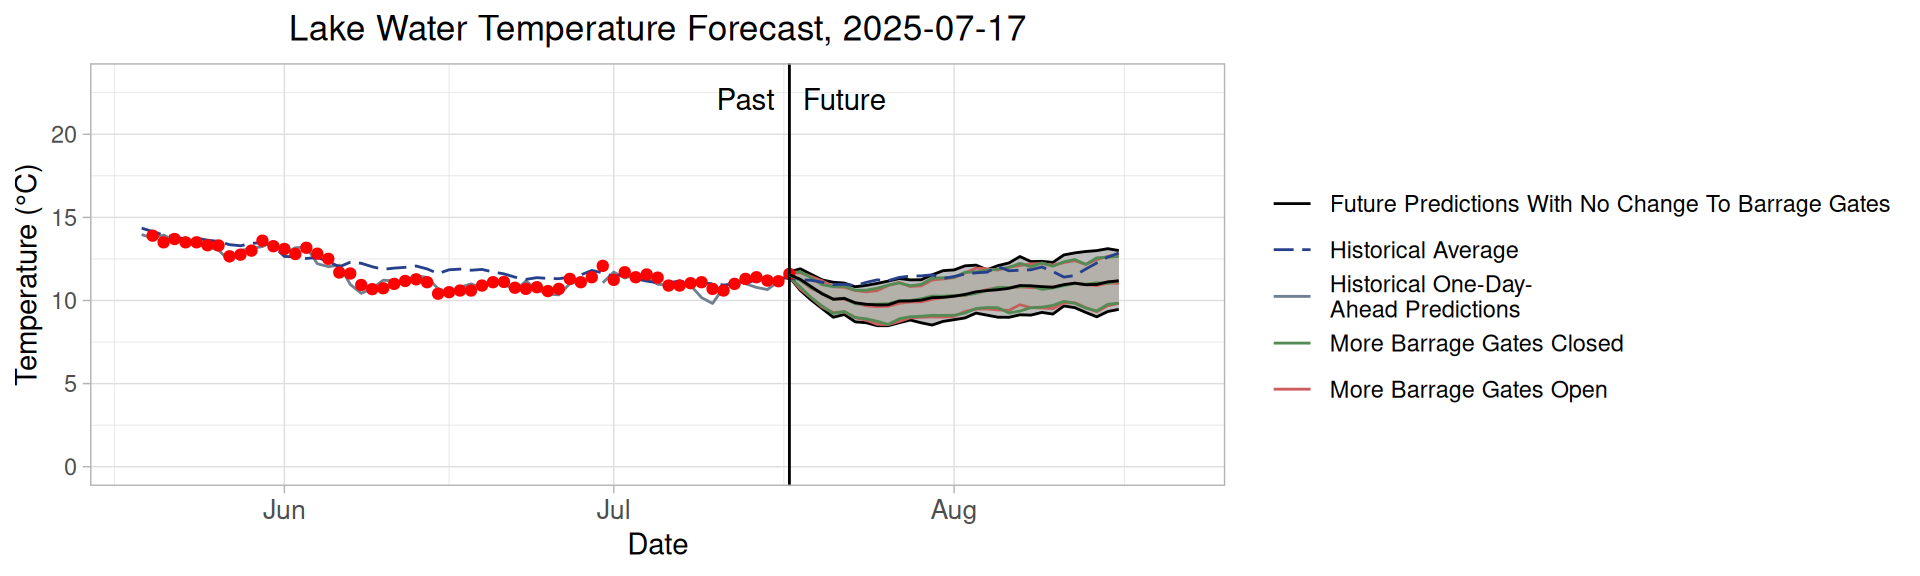 Lake Water Temperature Forecast, 2025-07-17
Past
Future
20
15
10
5
0
Temperature (°C)
Jun
Jul
Aug
Date
Future Predictions With No Change To Barrage Gates
Historical Average
Historical One-Day-
Ahead Predictions
More Barrage Gates Closed
More Barrage Gates Open